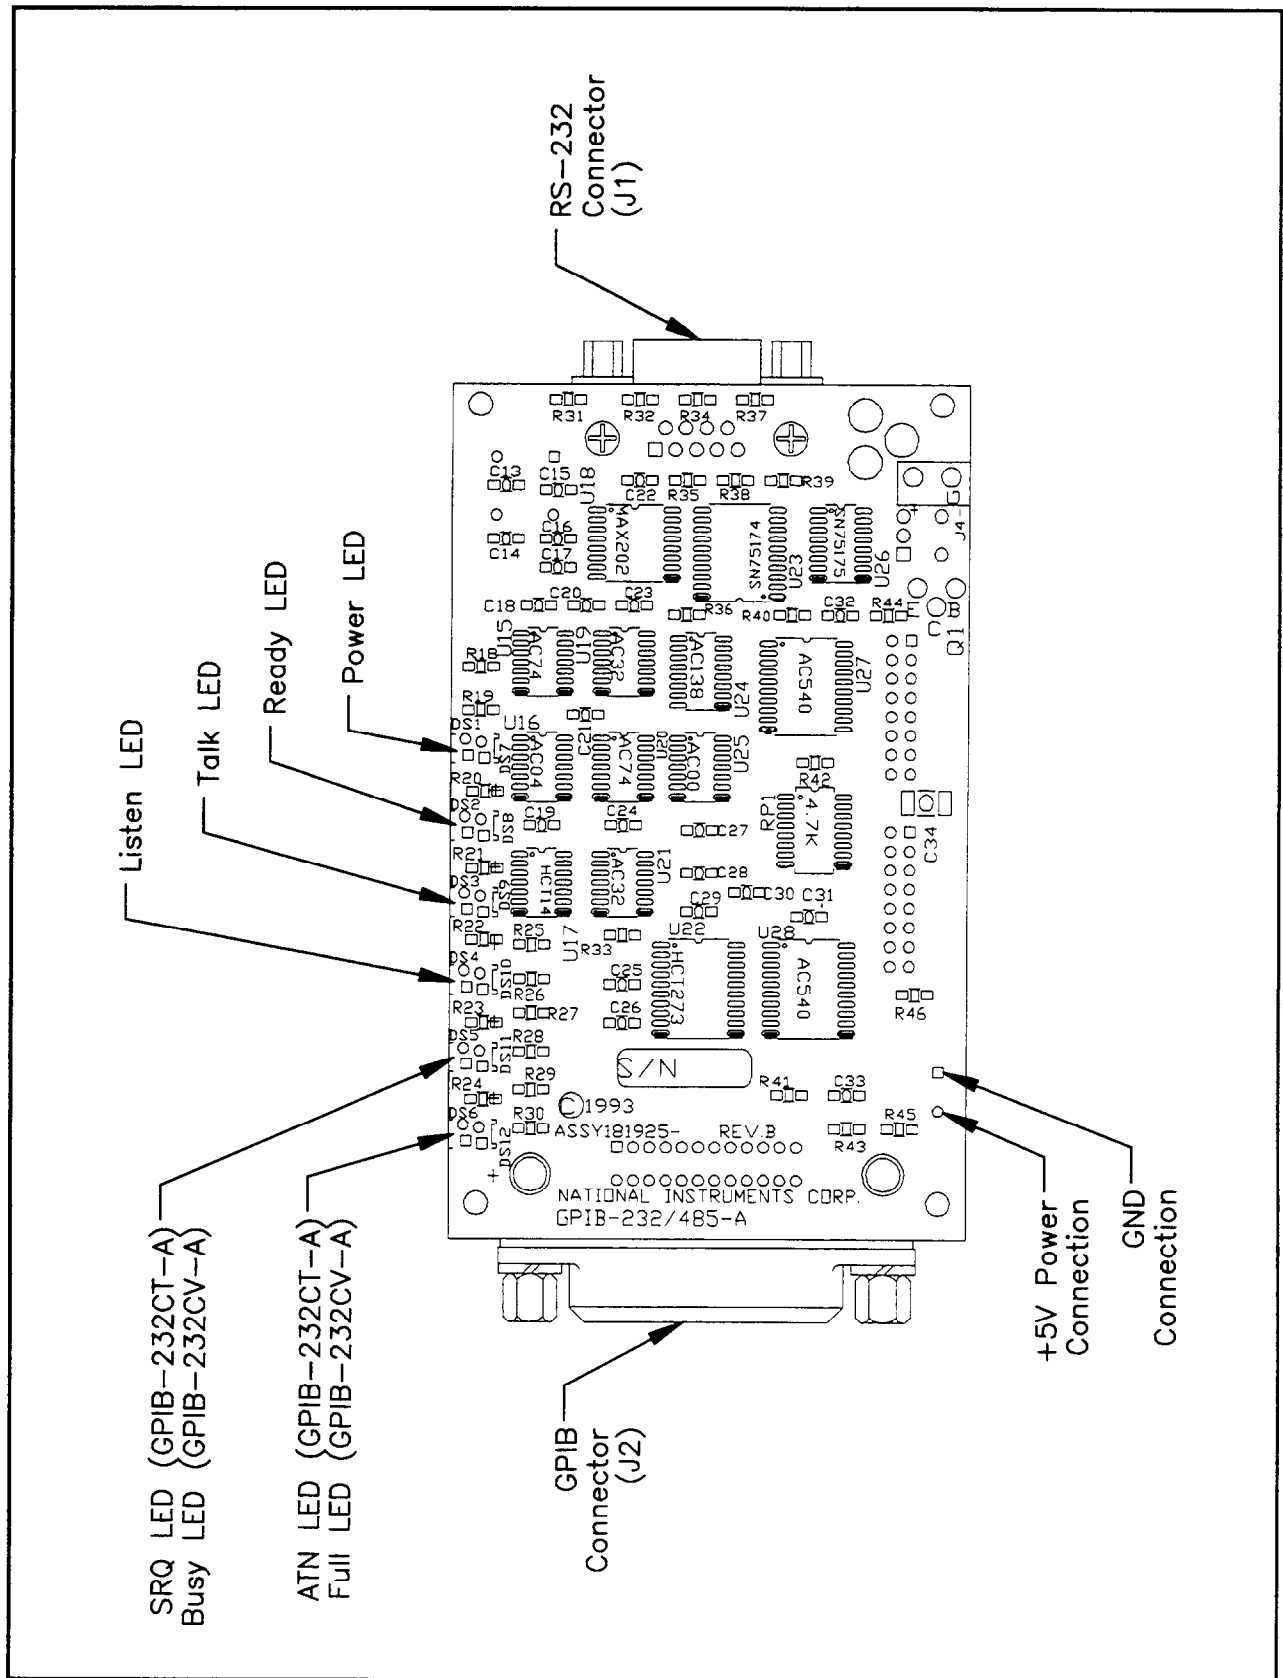 SRQ LED (GPIB-232CT-A)
Busy LED (GPIB-232CV-A)
ATN LED (GPIB-232CT-A)
Full LED (GPIB-232CV-A)
Listen LED
Talk LED
Ready LED
Power LED
RS-232
Connector
(J1)
GPIB
Connector
(J2)
+5V Power
Connection
GND
Connection
R31
R32
R34
R37
C13
C15
U18
C22
R35
R38
R39
C14
C16
C17
MAX202
SN75174
U23
SN75175
U26
G
+
J4-
C18
C20
C23
R36
R40
C32
R44
E
B
C
Q1
R18
U15
AC74
U19
AC32
AC138
U24
AC540
U27
R19
DS1
DS7
U16
AC04
C21
AC74
U20
AC00
U25
R42
R20
DS2
DS8
C19
C24
C27
RP1
4.7K
C34
R21
DS3
DS9
HCT14
U17
AC32
U21
C28
C29
C30
C31
R22
DS4
DS10
R25
R26
R33
C25
U22
HCT273
U28
AC540
R46
R23
DS5
DS11
R27
R28
C26
S/N
R24
DS6
DS12
R29
R30
R41
C33
R43
R45
+
©1993
ASSY181925- REV.B
NATIONAL INSTRUMENTS CORP.
GPIB-232/485-A